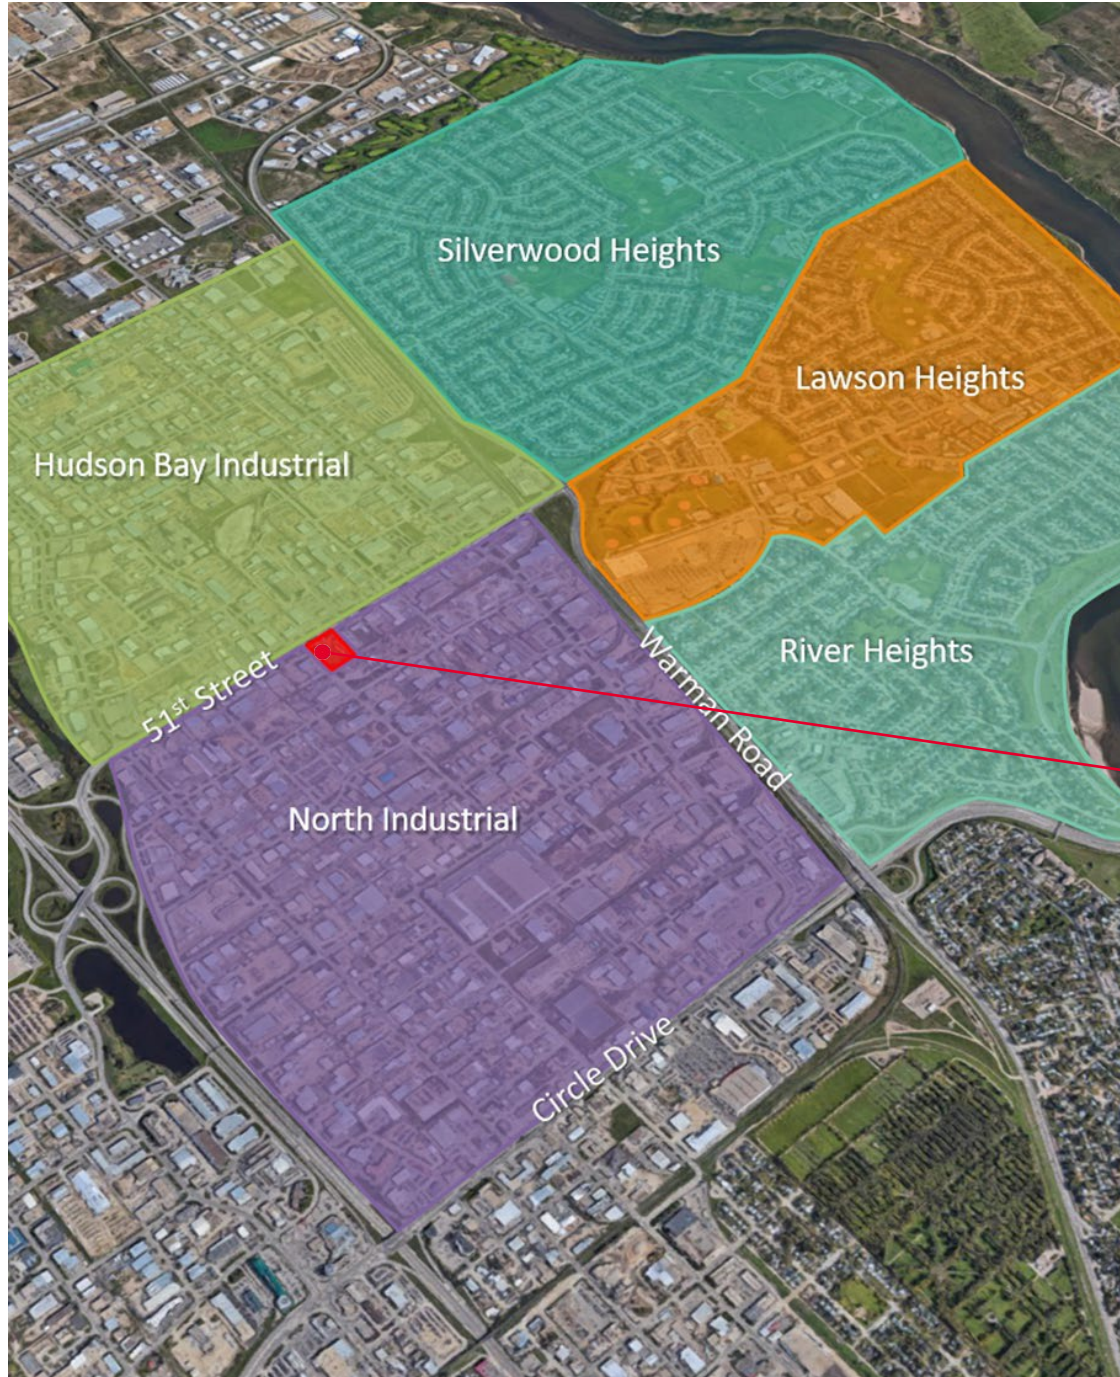 Silverwood Heights
Lawson Heights
Hudson Bay Industrial
River Heights
51st Street
Warman Road
North Industrial
Circle Drive